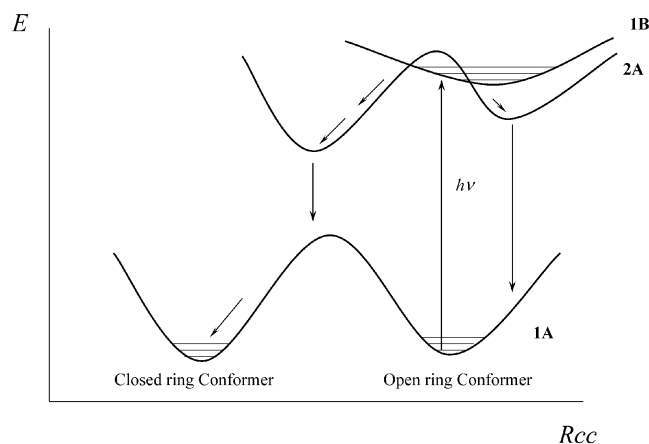 E
1B
2A
hν
1A
Closed ring Conformer
Open ring Conformer
Rcc